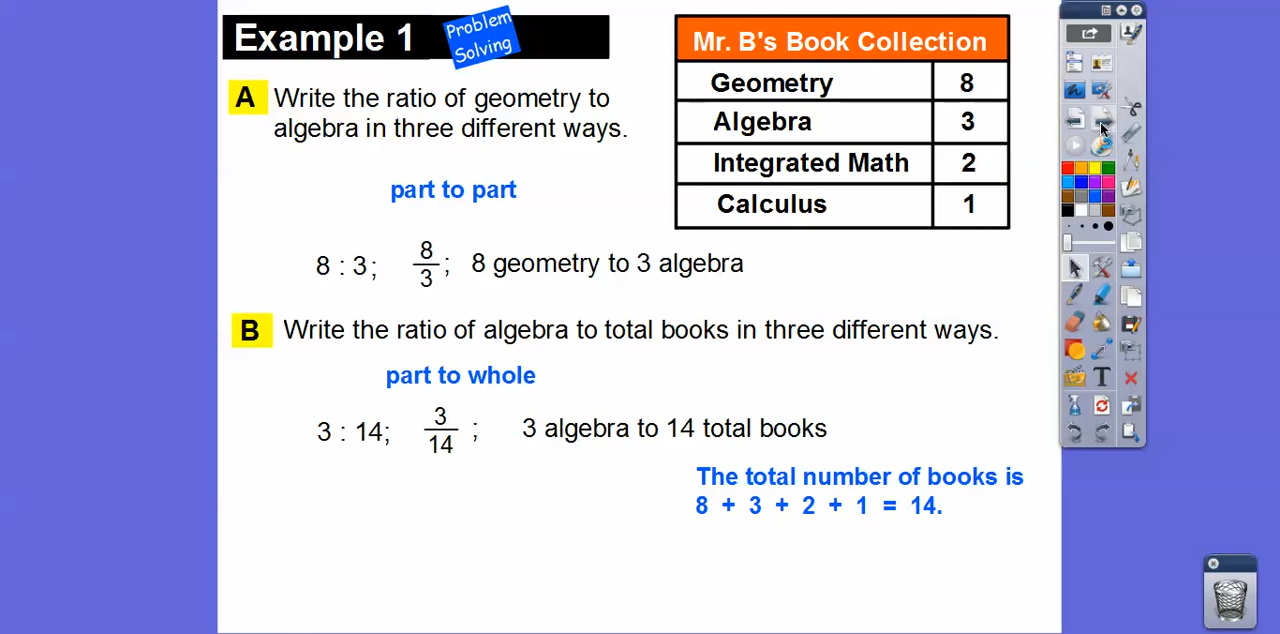 Example 1
Problem
Solving
Mr. B's Book Collection
Geometry 8
Algebra 3
Integrated Math 2
Calculus 1
A Write the ratio of geometry to
algebra in three different ways.
part to part
8 : 3; 8/3; 8 geometry to 3 algebra
B Write the ratio of algebra to total books in three different ways.
part to whole
3 : 14; 3/14 ; 3 algebra to 14 total books
The total number of books is
8 + 3 + 2 + 1 = 14.
T